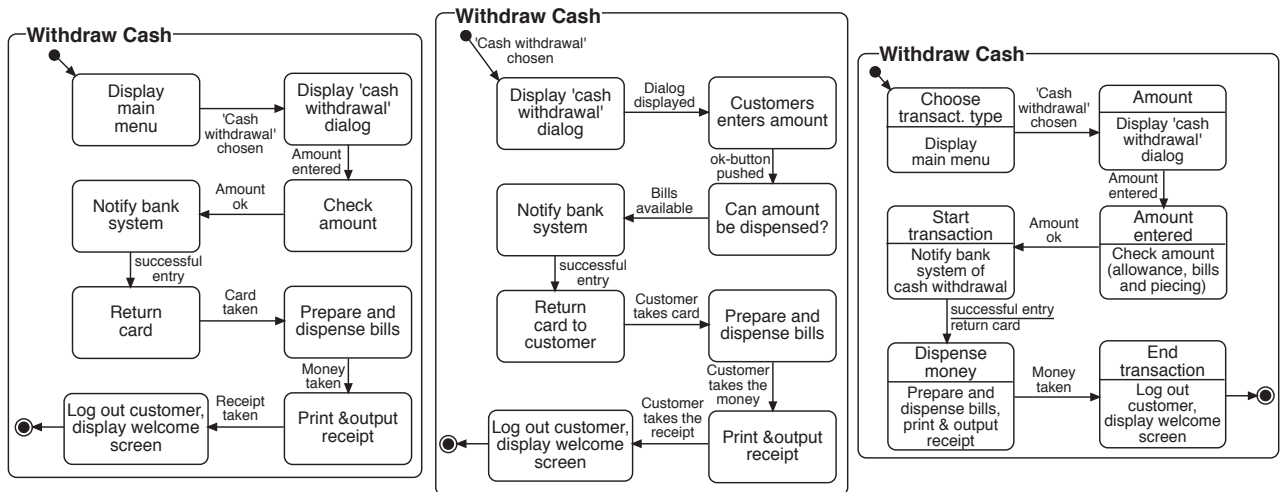 Withdraw Cash
Display
main
menu
'Cash
withdrawal'
chosen
Display 'cash
withdrawal'
dialog
Amount
entered
Check
amount
Amount
ok
Notify bank
system
successful
entry
Return
card
Card
taken
Prepare and
dispense bills
Money
taken
Print &output
receipt
Receipt
taken
Log out customer,
display welcome
screen
Withdraw Cash
'Cash withdrawal'
chosen
Display 'cash
withdrawal'
dialog
Dialog
displayed
Customers
enters amount
ok-button
pushed
Can amount
be dispensed?
Bills
available
Notify bank
system
successful
entry
Return
card to
customer
Customer
takes card
Prepare and
dispense bills
Customer
takes the
money
Print &output
receipt
Customer
takes the
receipt
Log out customer,
display welcome
screen
Withdraw Cash
Choose
transact. type
Display
main menu
'Cash
withdrawal'
chosen
Amount
Display 'cash
withdrawal'
dialog
Amount
entered
Amount
entered
Check amount
(allowance, bills
and piecing)
Amount
ok
Start
transaction
Notify bank
system of
cash withdrawal
successful entry
return card
Dispense
money
Prepare and
dispense bills,
print & output
receipt
Money
taken
End
transaction
Log out
customer,
display welcome
screen